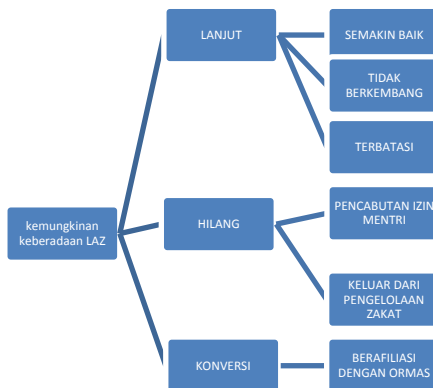 LANJUT
SEMAKIN BAIK
TIDAK
BERKEMBANG
TERBATASI
kemungkinan
keberadaan LAZ
HILANG
PENCABUTAN IZIN
MENTRI
KELUAR DARI
PENGELOLAAN
ZAKAT
KONVERSI
BERAFILIASI
DENGAN ORMAS